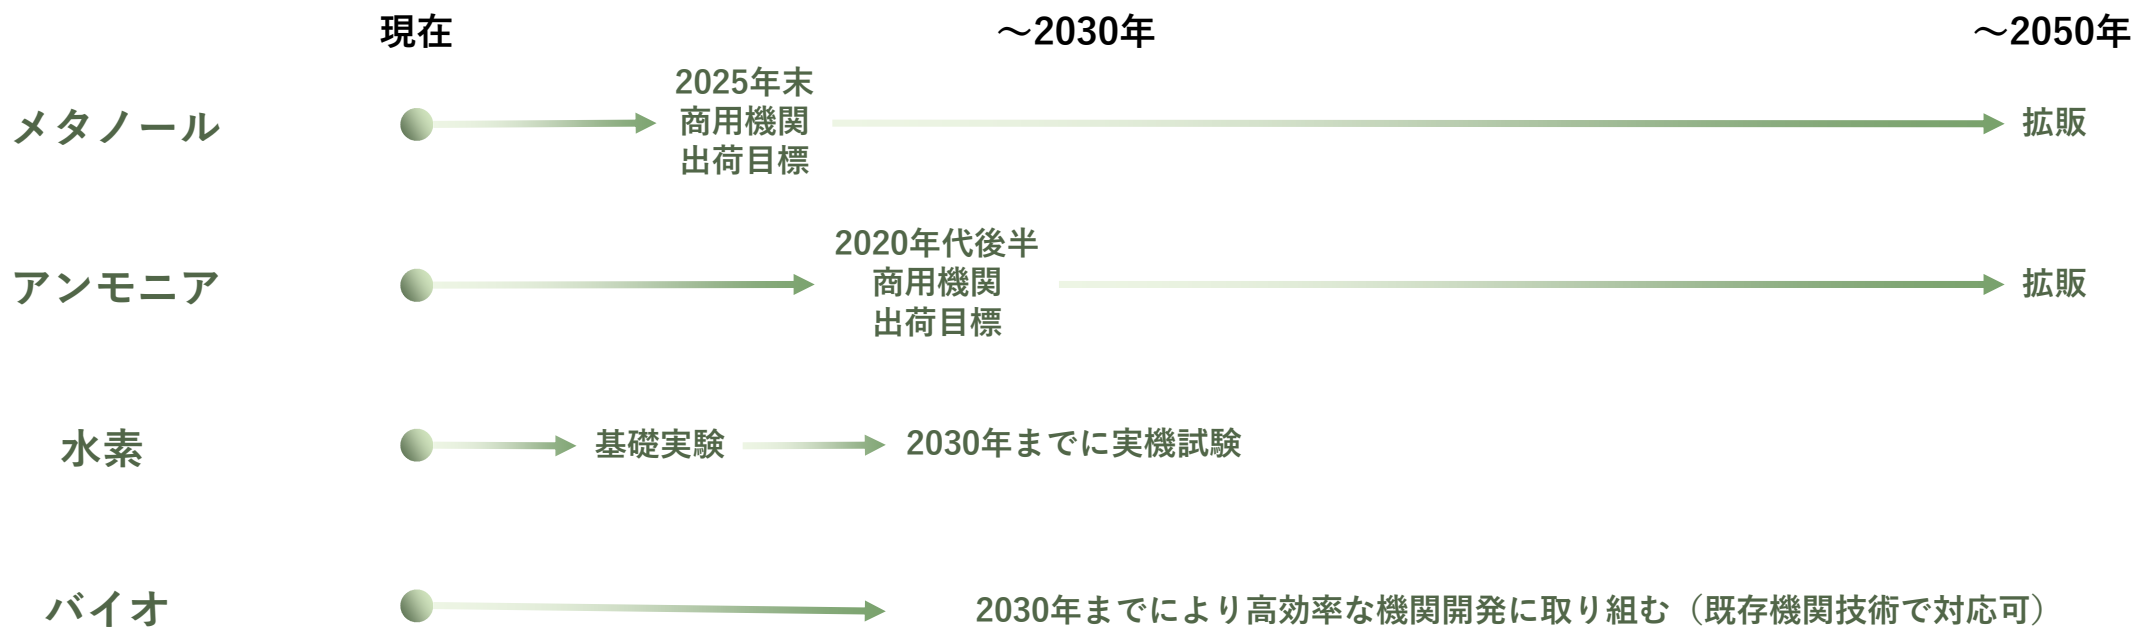 現在
～2030年
～2050年
メタノール
2025年末
商用機関
出荷目標
拡販
アンモニア
2020年代後半
商用機関
出荷目標
拡販
水素
基礎実験
2030年までに実機試験
バイオ
2030年までにより高効率な機関開発に取り組む（既存機関技術で対応可）